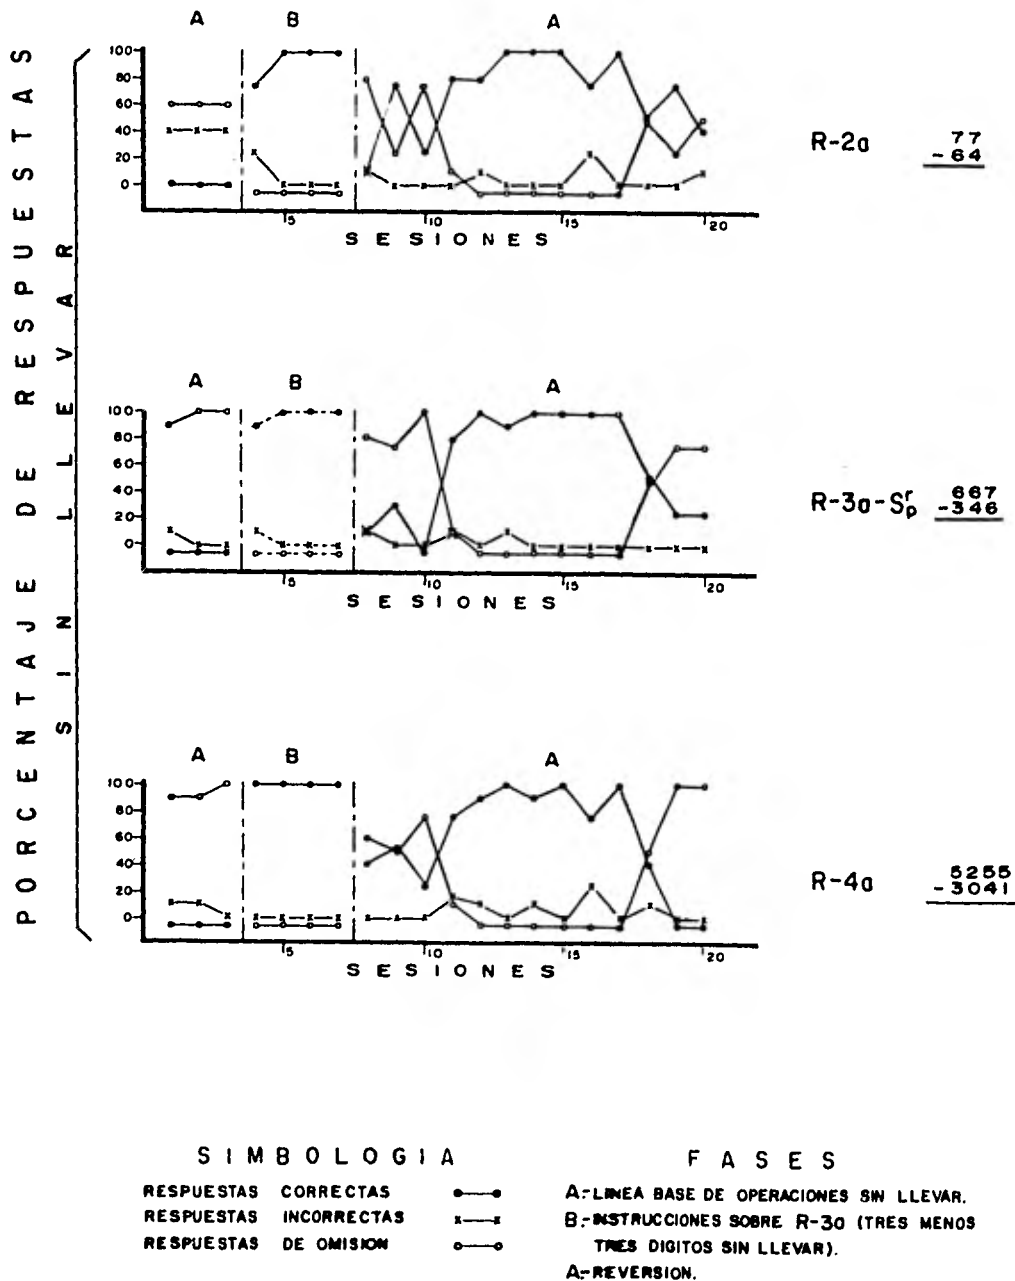 PORCENTAJE DE RESPUESTAS
SIN LLEVAR
A B A
100
80
60
40
20
0
5 10 15 20
SESIONES
R-2a
77
-64
A B A
100
80
60
40
20
0
5 10 15 20
SESIONES
R-3a-Srp
667
-346
A B A
100
80
60
40
20
0
5 10 15 20
SESIONES
R-4a
5255
-3041
SIMBOLOGIA
RESPUESTAS CORRECTAS
RESPUESTAS INCORRECTAS
RESPUESTAS DE OMISION
FASES
A.-LINEA BASE DE OPERACIONES SIN LLEVAR.
B.-INSTRUCCIONES SOBRE R-3a (TRES MENOS
TRES DIGITOS SIN LLEVAR).
A.-REVERSION.